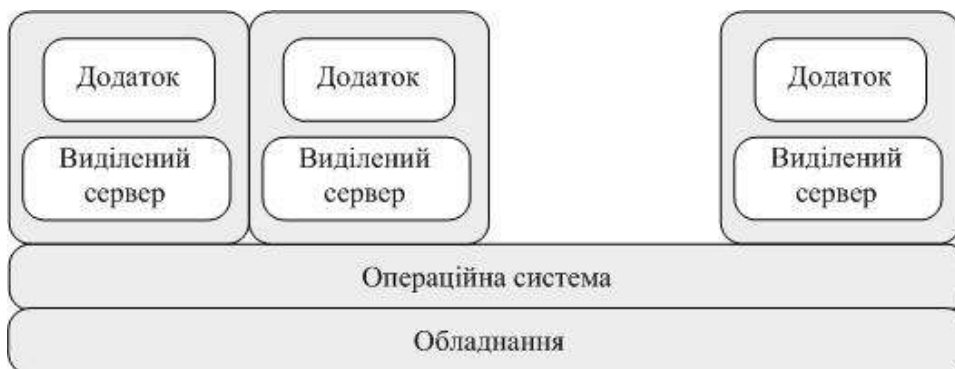 Додаток
Додаток
Додаток
Виділений
сервер
Виділений
сервер
Виділений
сервер
Операційна система
Обладнання